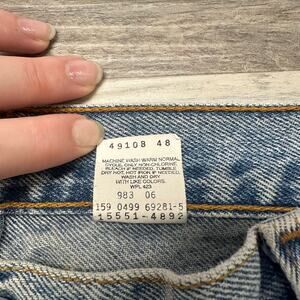 4910B 48
MACHINE WASH WARM NORMAL
CYCLE, ONLY NON-CHLORINE
BLEACH IF NEEDED, TUMBLE
DRY HOT, HOT IRON IF NEEDED.
WASH AND DRY
WITH LIKE COLORS.
WPL 423
983 06
159 0499 69281-5
15551-4892